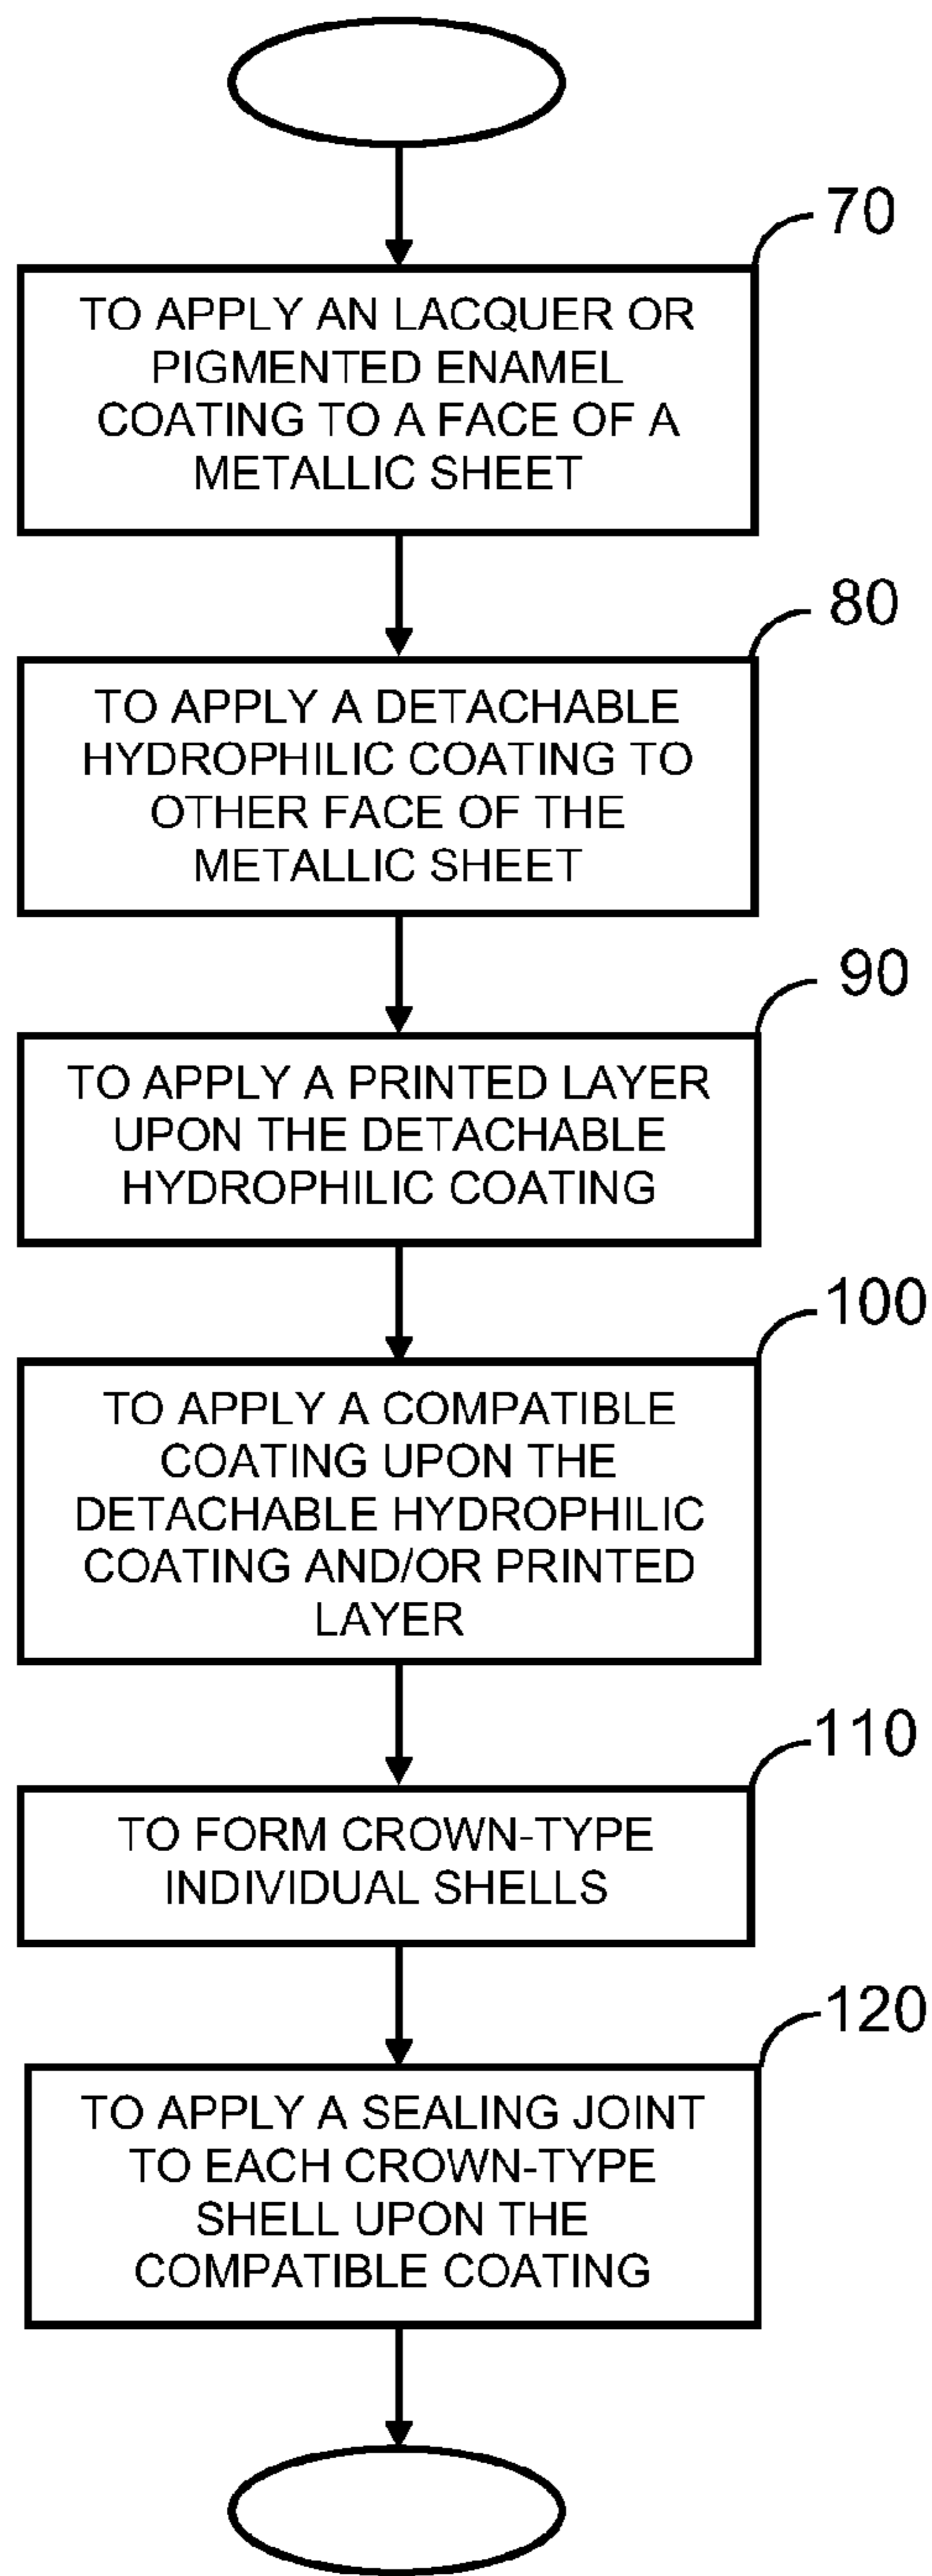 70
TO APPLY AN LACQUER OR
PIGMENTED ENAMEL
COATING TO A FACE OF A
METALLIC SHEET
80
TO APPLY A DETACHABLE
HYDROPHILIC COATING TO
OTHER FACE OF THE
METALLIC SHEET
90
TO APPLY A PRINTED LAYER
UPON THE DETACHABLE
HYDROPHILIC COATING
100
TO APPLY A COMPATIBLE
COATING UPON THE
DETACHABLE HYDROPHILIC
COATING AND/OR PRINTED
LAYER
110
TO FORM CROWN-TYPE
INDIVIDUAL SHELLS
120
TO APPLY A SEALING JOINT
TO EACH CROWN-TYPE
SHELL UPON THE
COMPATIBLE COATING